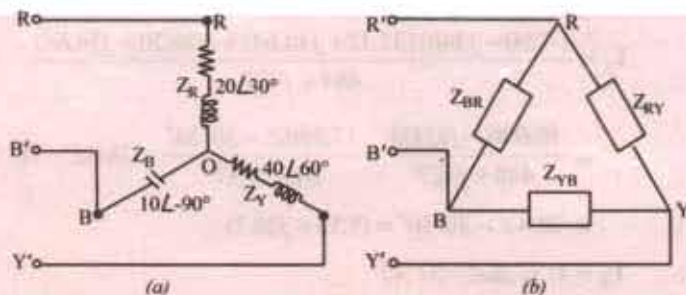 R R
Z_R 20∠30°
B' Z_B O 40∠60°
10∠-90° Z_Y
B
Y'
(a)
R' R
Z_BR Z_RY
B' Z_YB
B Y
Y'
(b)